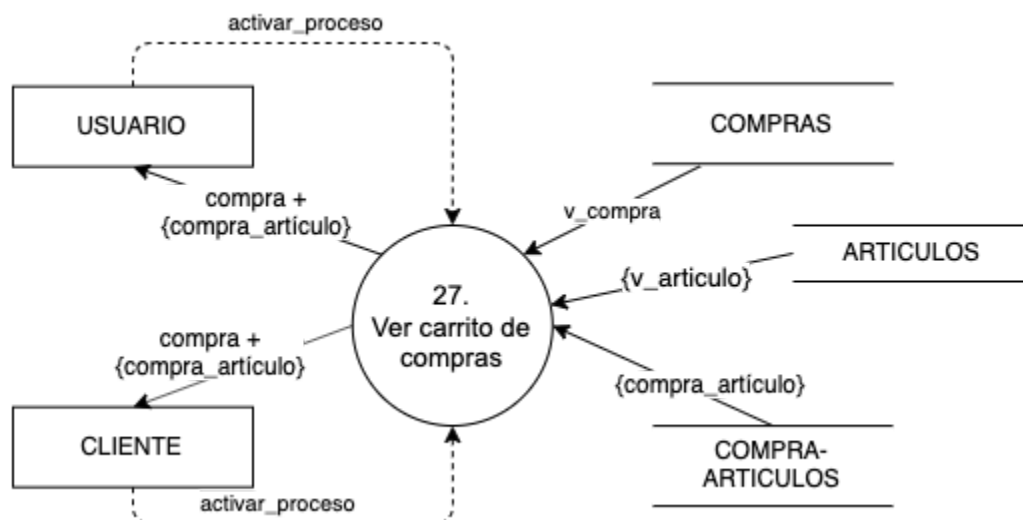 activar_proceso
USUARIO
COMPRAS
compra +
{compra_artículo}
v_compra
ARTICULOS
{v_articulo}
27.
Ver carrito de
compras
compra +
{compra_artículo}
{compra_artículo}
CLIENTE
COMPRA-
ARTICULOS
activar_proceso